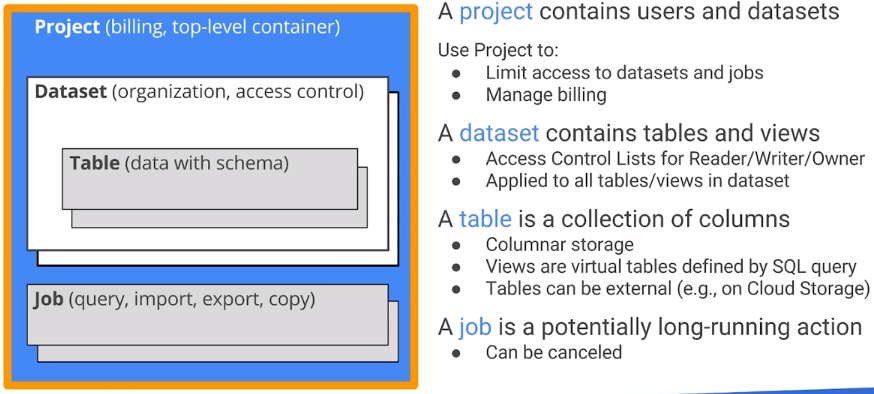 Project (billing, top-level container)
Dataset (organization, access control)
Table (data with schema)
Job (query, import, export, copy)
A project contains users and datasets
Use Project to:
● Limit access to datasets and jobs
● Manage billing
A dataset contains tables and views
● Access Control Lists for Reader/Writer/Owner
● Applied to all tables/views in dataset
A table is a collection of columns
● Columnar storage
● Views are virtual tables defined by SQL query
● Tables can be external (e.g., on Cloud Storage)
A job is a potentially long-running action
● Can be canceled